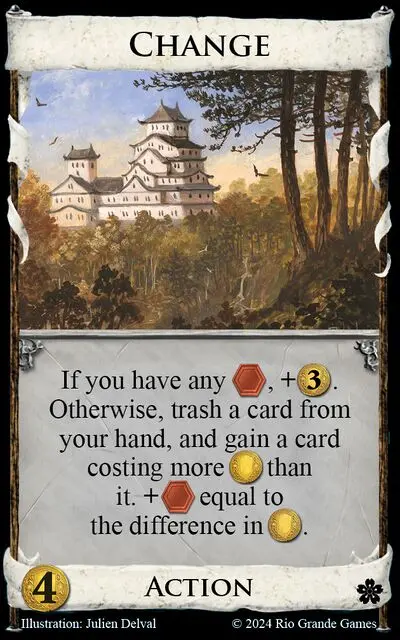 CHANGE
If you have any , +3.
Otherwise, trash a card from
your hand, and gain a card
costing more than
it. + equal to
the difference in .
4
ACTION
Illustration: Julien Delval
© 2024 Rio Grande Games